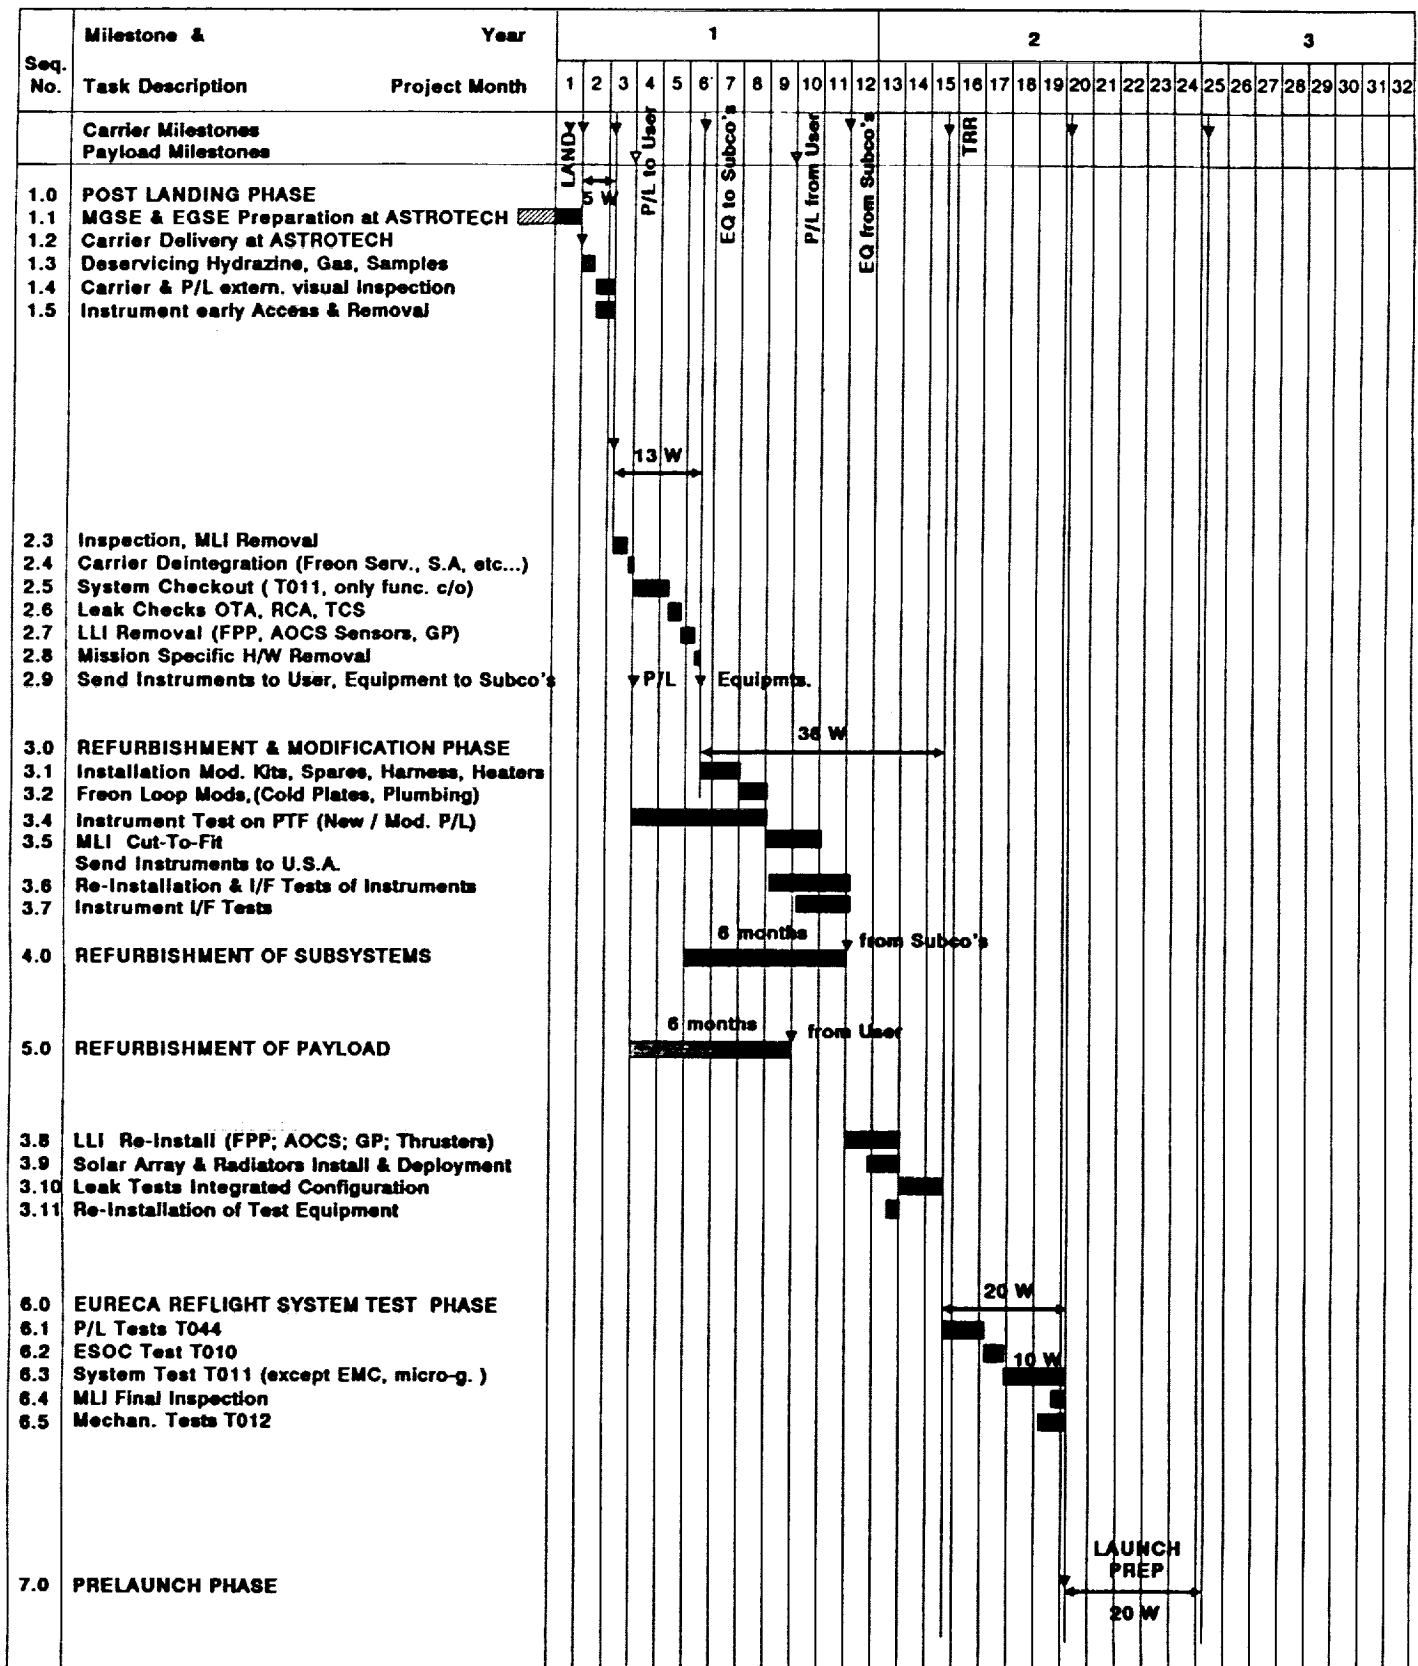 Milestone & Year 1 2 3
Seq.
No. Task Description Project Month 1 2 3 4 5 6 7 8 9 10 11 12 13 14 15 16 17 18 19 20 21 22 23 24 25 26 27 28 29 30 31 32
Carrier Milestones
Payload Milestones
LAND
P/L to User
EQ to Subco's
P/L from User
EQ from Subco's
TRR
1.0 POST LANDING PHASE 5 W
1.1 MGSE & EGSE Preparation at ASTROTECH
1.2 Carrier Delivery at ASTROTECH
1.3 Deservicing Hydrazine, Gas, Samples
1.4 Carrier & P/L extern. visual Inspection
1.5 Instrument early Access & Removal
13 W
2.3 Inspection, MLI Removal
2.4 Carrier Deintegration (Freon Serv., S.A, etc...)
2.5 System Checkout ( T011, only func. c/o)
2.6 Leak Checks OTA, RCA, TCS
2.7 LLI Removal (FPP, AOCS Sensors, GP)
2.8 Mission Specific H/W Removal
2.9 Send Instruments to User, Equipment to Subco's P/L Equipmts.
36 W
3.0 REFURBISHMENT & MODIFICATION PHASE
3.1 Installation Mod. Kits, Spares, Harness, Heaters
3.2 Freon Loop Mods,(Cold Plates, Plumbing)
3.4 Instrument Test on PTF (New / Mod. P/L)
3.5 MLI Cut-To-Fit
Send Instruments to U.S.A.
3.6 Re-Installation & I/F Tests of Instruments
3.7 Instrument I/F Tests
6 months from Subco's
4.0 REFURBISHMENT OF SUBSYSTEMS
6 months from User
5.0 REFURBISHMENT OF PAYLOAD
3.8 LLI Re-Install (FPP; AOCS; GP; Thrusters)
3.9 Solar Array & Radiators Install & Deployment
3.10 Leak Tests Integrated Configuration
3.11 Re-Installation of Test Equipment
20 W
6.0 EURECA REFLIGHT SYSTEM TEST PHASE
6.1 P/L Tests T044
6.2 ESOC Test T010
10 W
6.3 System Test T011 (except EMC, micro-g. )
6.4 MLI Final Inspection
6.5 Mechan. Tests T012
LAUNCH
PREP
7.0 PRELAUNCH PHASE
20 W